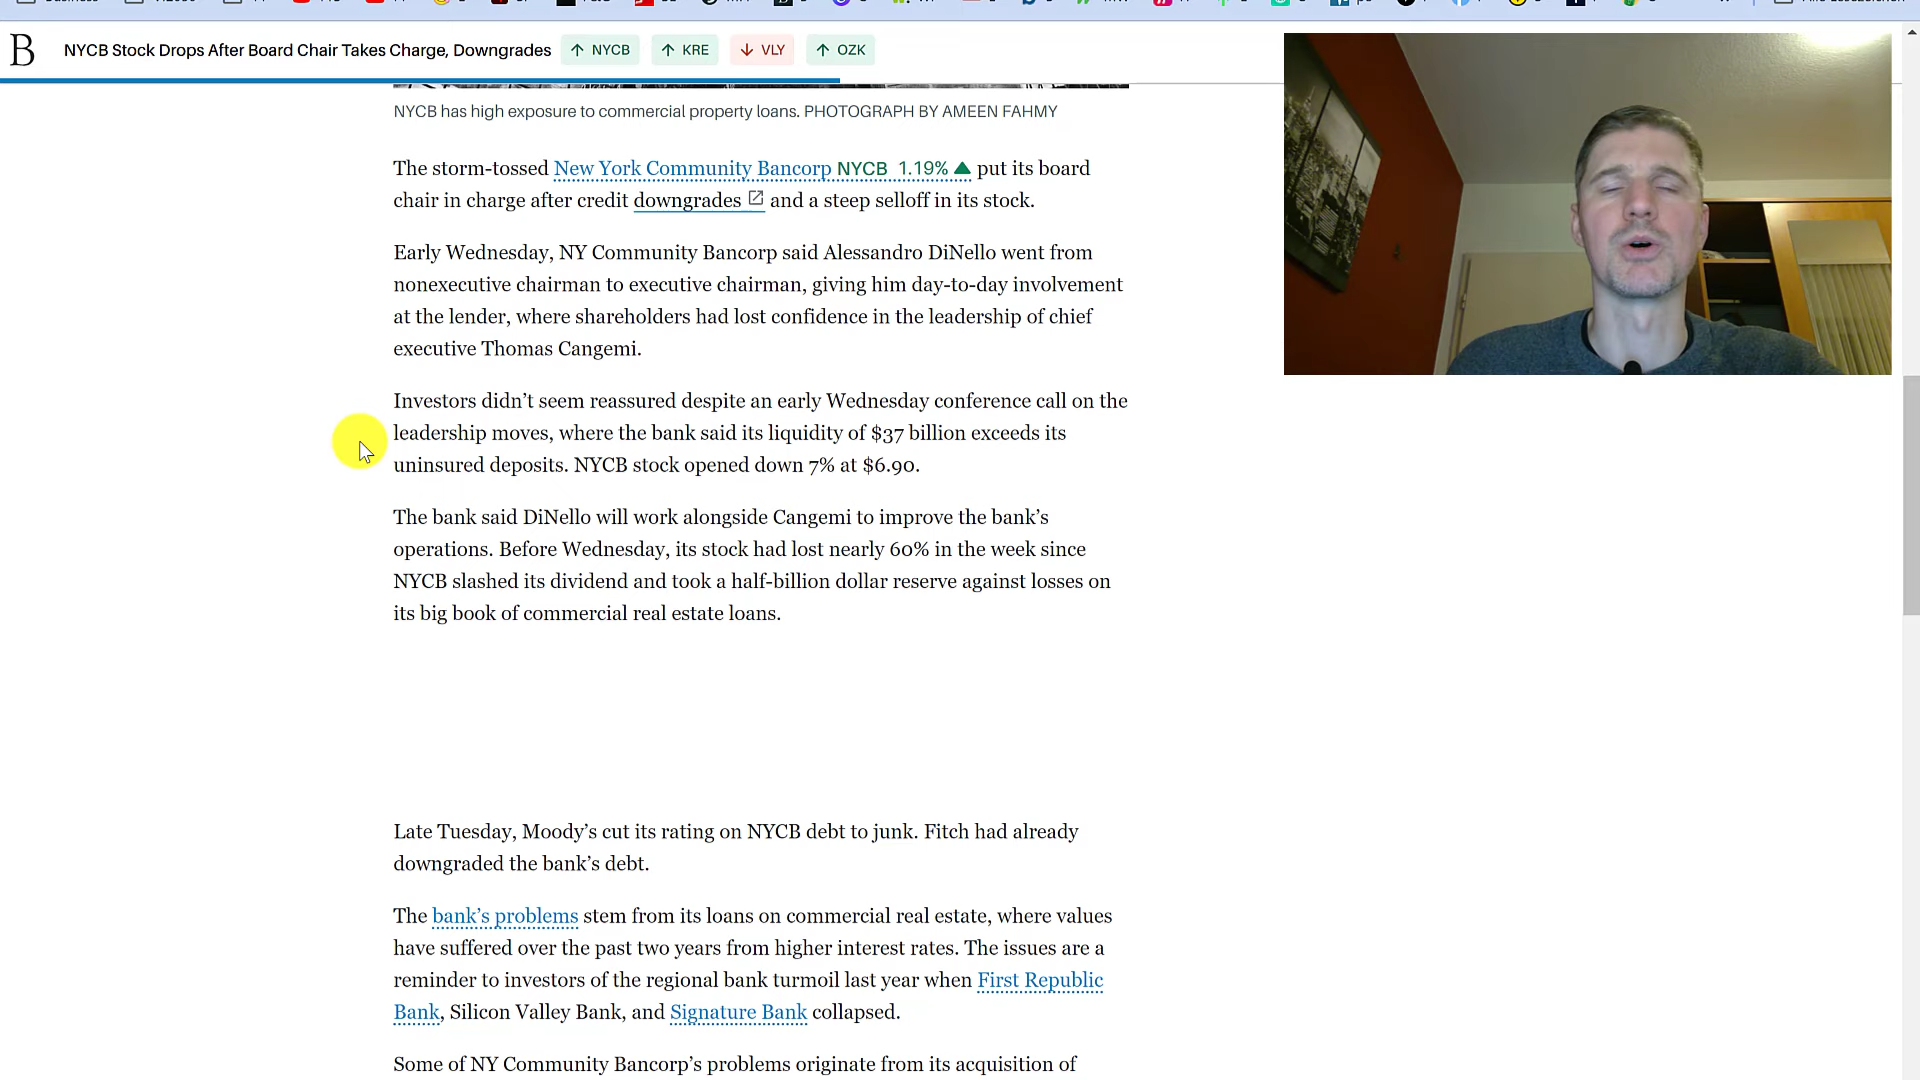 B
NYCB Stock Drops After Board Chair Takes Charge, Downgrades
NYCB
KRE
VLY
OZK
NYCB has high exposure to commercial property loans. PHOTOGRAPH BY AMEEN FAHMY
The storm-tossed New York Community Bancorp NYCB 1.19% ▲ put its board
chair in charge after credit downgrades and a steep selloff in its stock.
Early Wednesday, NY Community Bancorp said Alessandro DiNello went from
nonexecutive chairman to executive chairman, giving him day-to-day involvement
at the lender, where shareholders had lost confidence in the leadership of chief
executive Thomas Cangemi.
Investors didn’t seem reassured despite an early Wednesday conference call on the
leadership moves, where the bank said its liquidity of $37 billion exceeds its
uninsured deposits. NYCB stock opened down 7% at $6.90.
The bank said DiNello will work alongside Cangemi to improve the bank’s
operations. Before Wednesday, its stock had lost nearly 60% in the week since
NYCB slashed its dividend and took a half-billion dollar reserve against losses on
its big book of commercial real estate loans.
Late Tuesday, Moody’s cut its rating on NYCB debt to junk. Fitch had already
downgraded the bank’s debt.
The bank’s problems stem from its loans on commercial real estate, where values
have suffered over the past two years from higher interest rates. The issues are a
reminder to investors of the regional bank turmoil last year when First Republic
Bank, Silicon Valley Bank, and Signature Bank collapsed.
Some of NY Community Bancorp’s problems originate from its acquisition of